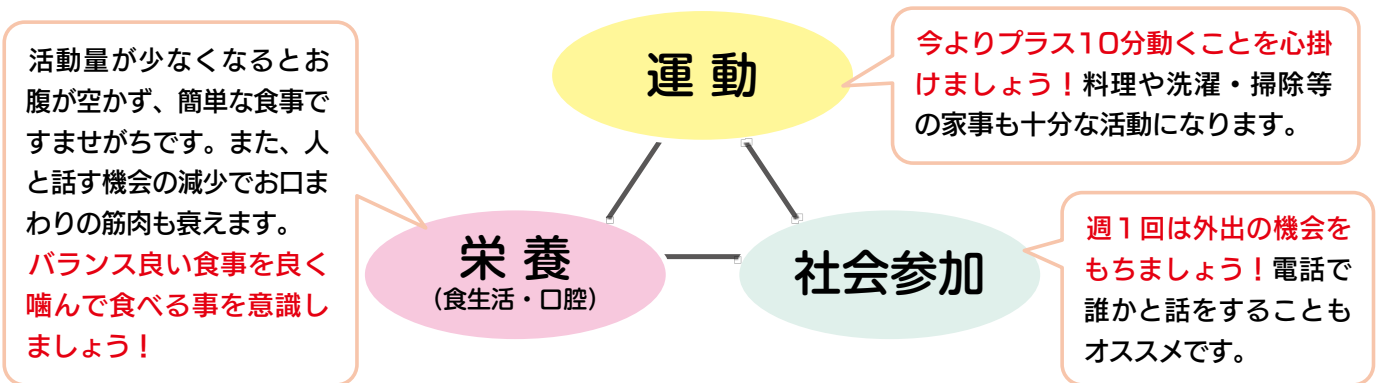 運動
今よりプラス10分動くことを心掛
けましょう！料理や洗濯・掃除等
の家事も十分な活動になります。
活動量が少なくなるとお
腹が空かず、簡単な食事で
すませがちです。また、人
と話す機会の減少でお口ま
わりの筋肉も衰えます。
バランス良い食事を良く
噛んで食べる事を意識し
ましょう！
栄養
（食生活・口腔）
社会参加
週１回は外出の機会を
もちましょう！電話で
誰かと話をすることも
オススメです。